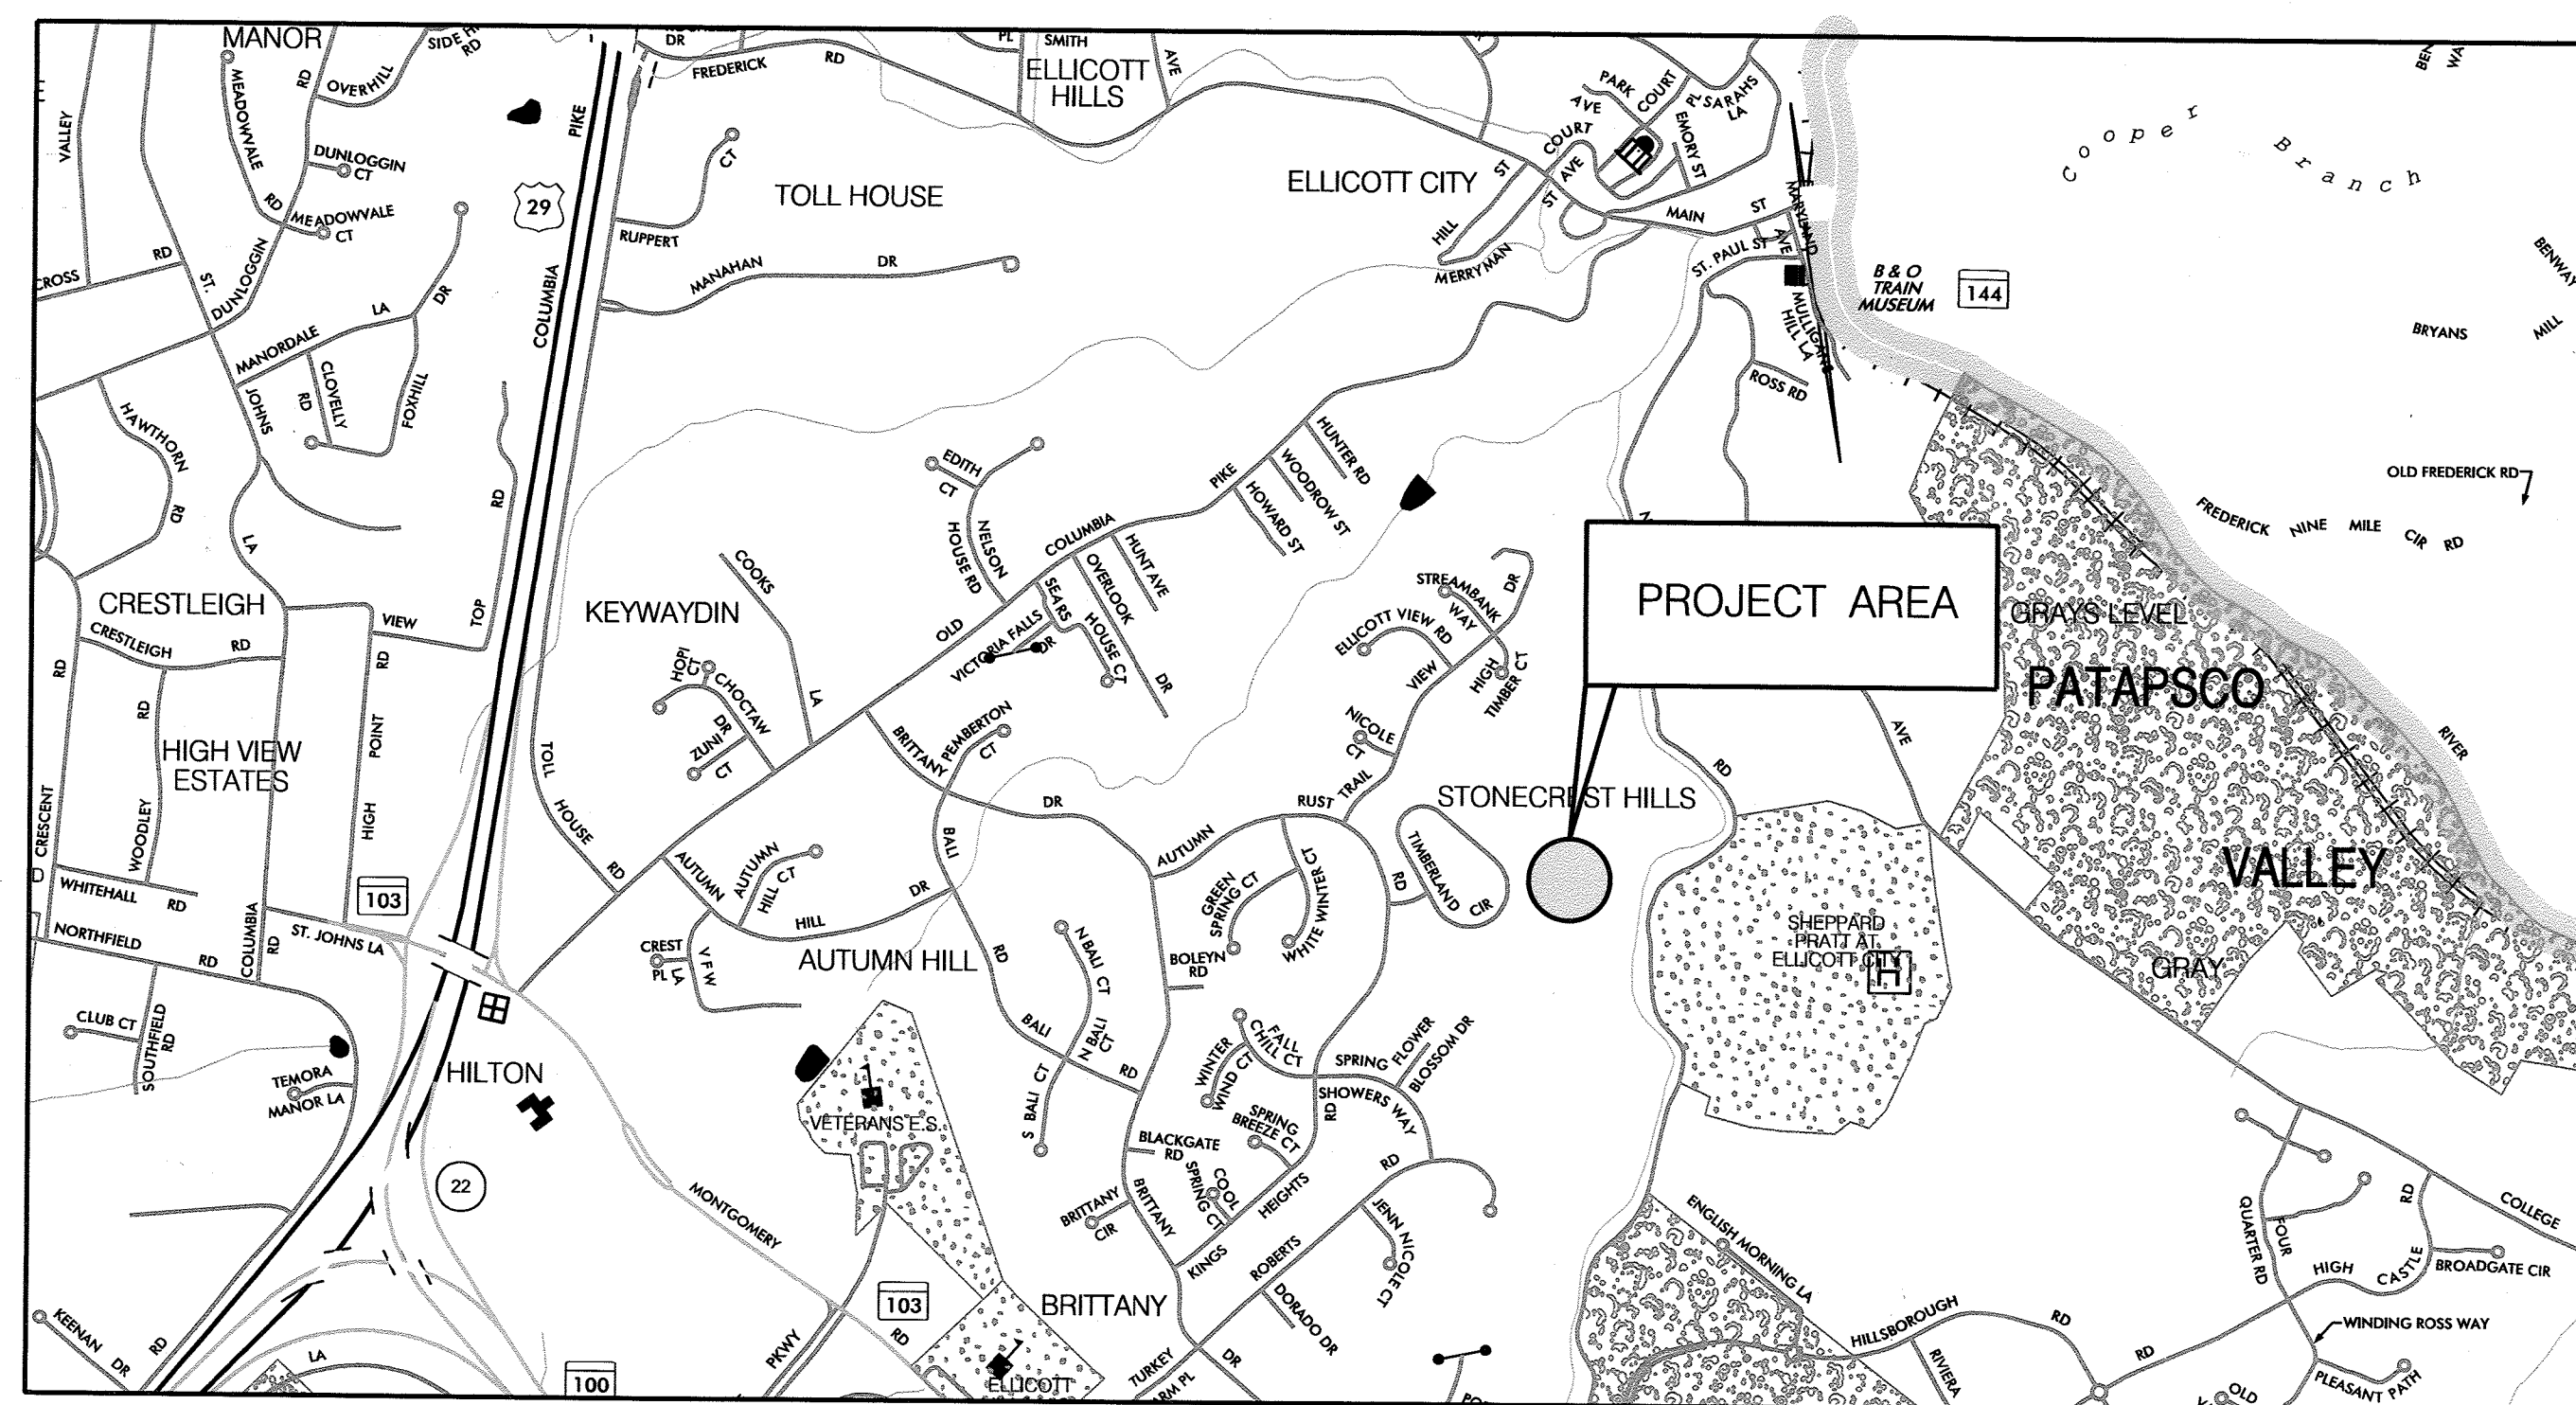 MANOR
SIDE
RD
OVERHILL
RD
MEADOWVALE
RD
VALLEY
DUNLOGGIN
CT
MEADOWVALE
CT
RD
CROSS
ST.
DUNLOGGIN
MANORDALE
LA
DR
CLOVELLY
RD
FOXHILL
JOHNS
HAWTHORN
RD
LA
PIKE
COLUMBIA
29
DR
FREDERICK
RD
PL
SMITH
AVE
ELLICOTT
HILLS
CT
TOLL HOUSE
RUPPERT
MANAHAN
DR
ELLICOTT CITY
PARK
AVE
COURT
PL
SARAHS
LA
COURT
AVE
EMORY ST
ST
ST
HILL
MERRYMAN
MAIN
ST
MARYLAND
AVE
ST. PAUL ST
MULLIGANS
HILL LA
ROSS RD
B & O
TRAIN
MUSEUM
144
Cooper
Branch
BENWAY
BRYANS
MILL
OLD FREDERICK RD
FREDERICK
NINE
MILE
CIR
RD
CRESTLEIGH
CRESTLEIGH
RD
VIEW
TOP
RD
RD
RD
HIGH VIEW
ESTATES
WOODLEY
RD
HIGH
POINT
CRESCENT
WHITEHALL
RD
NORTHFIELD
RD
COLUMBIA
RD
ST. JOHNS LA
103
CLUB CT
SOUTHFIELD
RD
TEMORA
MANOR LA
HILTON
22
KEENAN
DR
RD
LA
100
KEYWAYDIN
COOKS
LA
HOPI
CT
CHOCTAW
DR
ZUNI
CT
TOLL
HOUSE
RD
EDITH
CT
NELSON
HOUSE RD
OLD
COLUMBIA
PIKE
HUNTER RD
WOODROW ST
HOWARD ST
HUNT AVE
OVERLOOK
DR
SEARS
HOUSE CT
VICTORIA FALLS
DR
BRITTANY
DR
PEMBERTON
CT
BALI
RD
AUTUMN
HILL
DR
AUTUMN
HILL CT
CREST
PL
V F W
LA
AUTUMN HILL
VETERANS E.S.
MONTGOMERY
RD
103
PKWY
ELLICOTT
BRITTANY
N BALI CT
N BALI
CT
BALI
RD
S BALI CT
BLACKGATE
RD
BRITTANY
CIR
BRITTANY
DR
TURKEY
KINGS
HEIGHTS
RD
COOL
SPRING CT
SPRING
BREEZE CT
WINTER
WIND CT
FALL
CHILL CT
SPRING
SHOWERS WAY
FLOWER
BLOSSOM DR
ROBERTS
RD
JENN NICOLE CT
DORADO DR
BOLEYN
RD
GREEN
SPRING CT
WHITE WINTER CT
AUTUMN
RUST
RD
TRAIL
VIEW
DR
NICOLE
CT
ELLICOTT VIEW RD
STREAMBANK
WAY
HIGH
TIMBER CT
TIMBERLAND
CIR
STONECREST HILLS
PROJECT AREA
RD
AVE
GRAYS LEVEL
PATAPSCO
VALLEY
RIVER
GRAY
SHEPPARD
PRATT AT
ELLICOTT CITY
H
ENGLISH MORNING LA
HILLSBOROUGH
RD
RIVIERA
RD
FOUR
QUARTER RD
HIGH
CASTLE
RD
BROADGATE CIR
COLLEGE
WINDING ROSS WAY
PLEASANT PATH
OLD